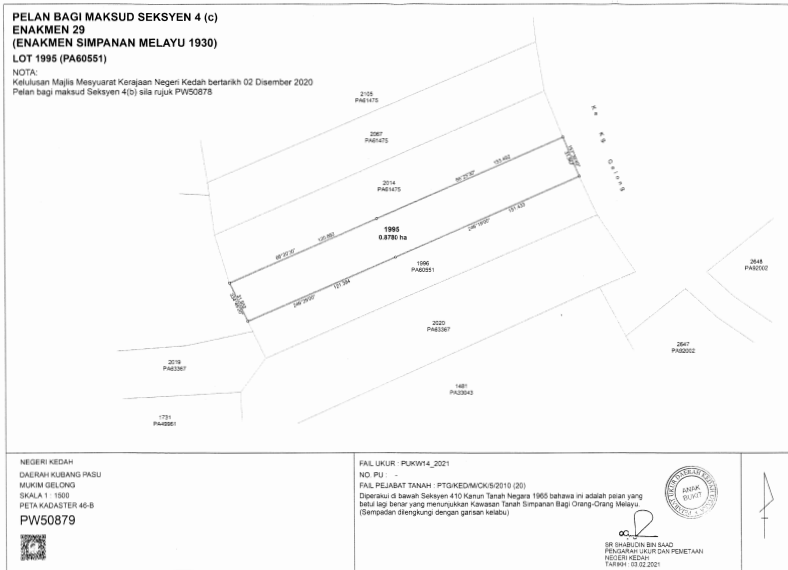 PELAN BAGI MAKSUD SEKSYEN 4 (c)
ENAKMEN 29
(ENAKMEN SIMPANAN MELAYU 1930)
LOT 1995 (PA60551)
NOTA:
Kelulusan Majlis Mesyuarat Kerajaan Negeri Kedah bertarikh 02 Disember 2020
Pelan bagi maksud Seksyen 4(b) sila rujuk PW50878
2105
PA61475
2067
PA61475
2014
PA61475
Ke Kg Gelong
1995
0.8780 ha
1996
PA60551
2020
PA63367
2019
PA63367
1731
PA49961
1481
PA23043
2648
PA92002
2647
PA92002
NEGERI KEDAH
DAERAH KUBANG PASU
MUKIM GELONG
SKALA 1 : 1500
PETA KADASTER 46-B
PW50879
FAIL UKUR : PUKW14_2021
NO. PU : -
FAIL PEJABAT TANAH : PTG/KED/M/CK/5/2010 (20)
Diperakui di bawah Seksyen 410 Kanun Tanah Negara 1965 bahawa ini adalah pelan yang
betul lagi benar yang menunjukkan Kawasan Tanah Simpanan Bagi Orang-Orang Melayu.
(Sempadan dilengkungi dengan garisan kelabu)
ANAK
BUKIT
SR SHABUDIN BIN SAAD
PENGARAH UKUR DAN PEMETAAN
NEGERI KEDAH
TARIKH : 03.02.2021